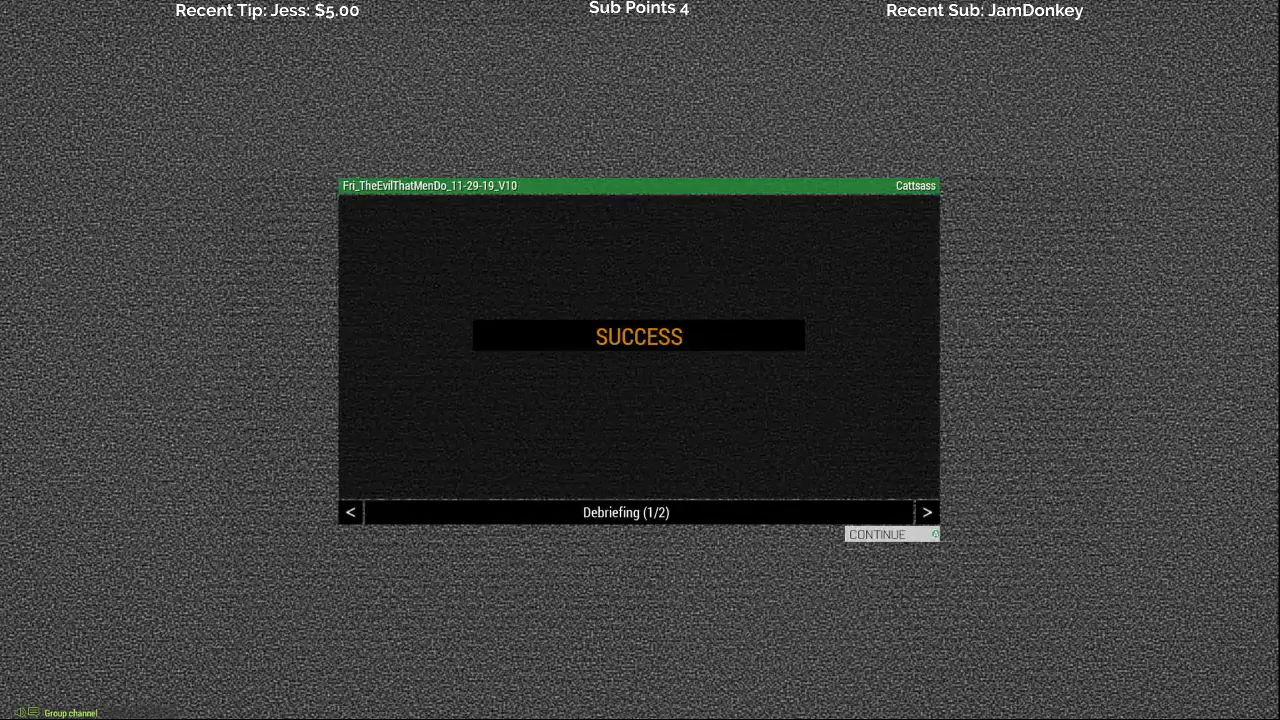 Recent Tip: Jess: $5.00
Sub Points 4
Recent Sub: JamDonkey
Fri_TheEvilThatMenDo_11-29-19_V10
Cattsass
SUCCESS
< Debriefing (1/2) >
CONTINUE
Group channel